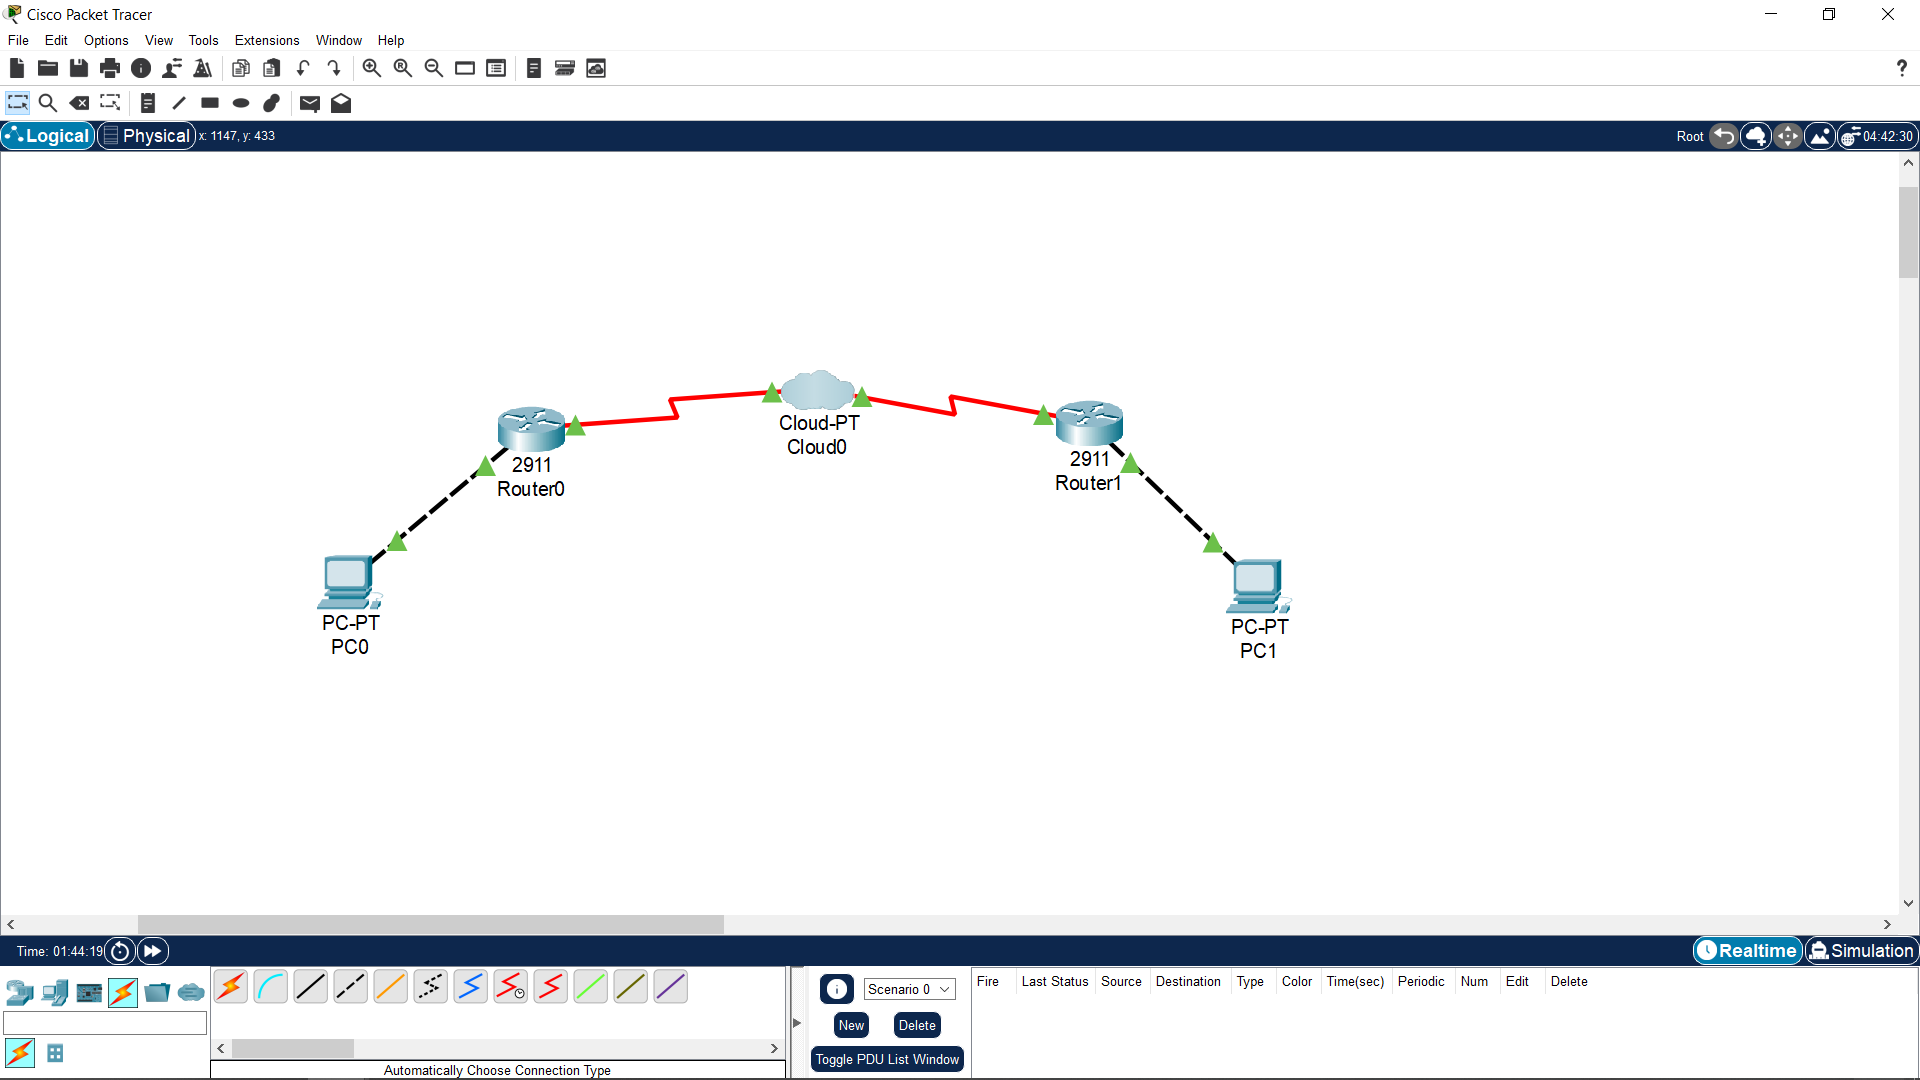 Cisco Packet Tracer
File Edit Options View Tools Extensions Window Help
?
Logical Physical x: 1147, y: 433 Root 04:42:30
Cloud-PT
Cloud0
2911
Router0
2911
Router1
PC-PT
PC0
PC-PT
PC1
Time: 01:44:19 Realtime Simulation
Scenario 0
New Delete
Toggle PDU List Window
Fire Last Status Source Destination Type Color Time(sec) Periodic Num Edit Delete
Automatically Choose Connection Type